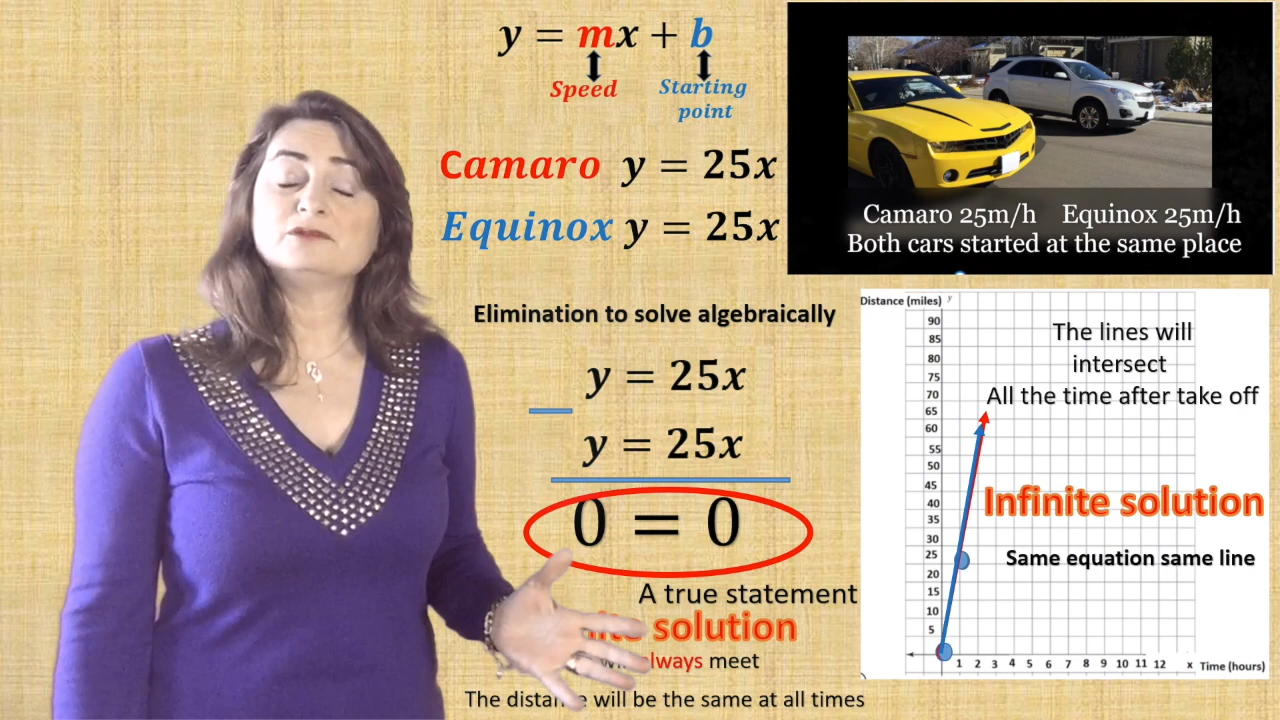 y = mx + b
Speed
Starting
point
Camaro y = 25x
Equinox y = 25x
Elimination to solve algebraically
y = 25x
y = 25x
0 = 0
A true statement
solution
always meet
The distance will be the same at all times
Camaro 25m/h Equinox 25m/h
Both cars started at the same place
Distance (miles) y
90
85
80
75
70
65
60
55
50
45
40
35
30
25
20
15
10
5
The lines will
intersect
All the time after take off
Infinite solution
Same equation same line
1 2 3 4 5 6 7 8 9 10 11 12 x Time (hours)